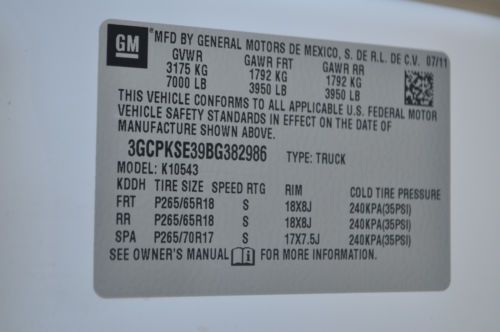 GM
*MFD BY GENERAL MOTORS DE MEXICO, S. DE R.L. DE C.V. 07/11
GVWR GAWR FRT GAWR RR
3175 KG 1792 KG 1792 KG
7000 LB 3950 LB 3950 LB
THIS VEHICLE CONFORMS TO ALL APPLICABLE U.S. FEDERAL MOTOR
VEHICLE SAFETY STANDARDS IN EFFECT ON THE DATE OF
MANUFACTURE SHOWN ABOVE.
3GCPKSE39BG382986 TYPE: TRUCK
MODEL: K10543
KDDH TIRE SIZE SPEED RTG RIM COLD TIRE PRESSURE
FRT P265/65R18 S 18X8J 240KPA(35PSI)
RR P265/65R18 S 18X8J 240KPA(35PSI)
SPA P265/70R17 S 17X7.5J 240KPA(35PSI)
SEE OWNER'S MANUAL i FOR MORE INFORMATION.